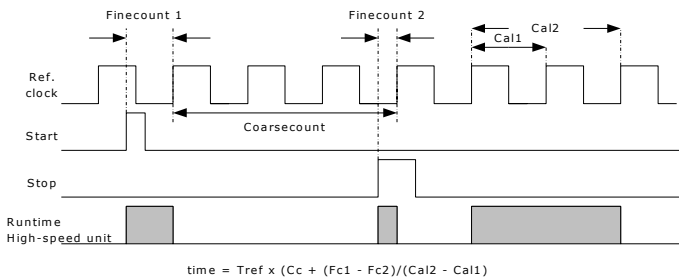 Finecount 1
Finecount 2
Cal2
Cal1
Ref.
clock
Coarsecount
Start
Stop
Runtime
High-speed unit
time = Tref x (Cc + (Fc1 - Fc2)/(Cal2 - Cal1)